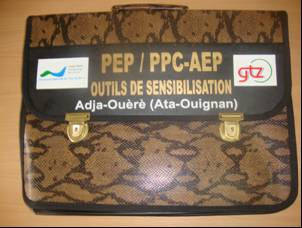 PEP / PPC-AEP
gtz
OUTILS DE SENSIBILISATION
Adja-Ouèrè (Ata-Ouignan)